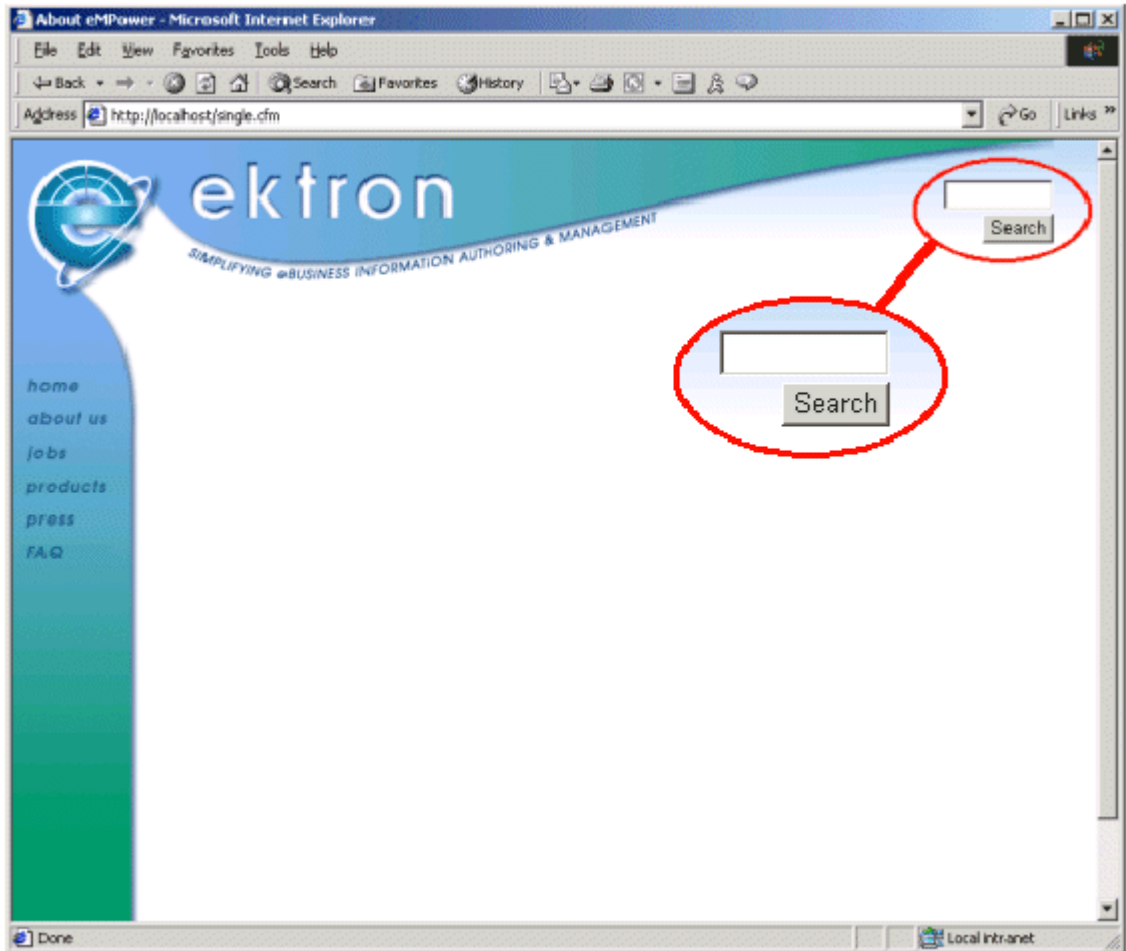 About eMPower - Microsoft Internet Explorer
File Edit View Favorites Tools Help
Back Search Favorites History
Address http://localhost/single.cfm Go Links »
ektron
SIMPLIFYING eBUSINESS INFORMATION AUTHORING & MANAGEMENT
Search
Search
home
about us
jobs
products
press
FAQ
Done Local intranet